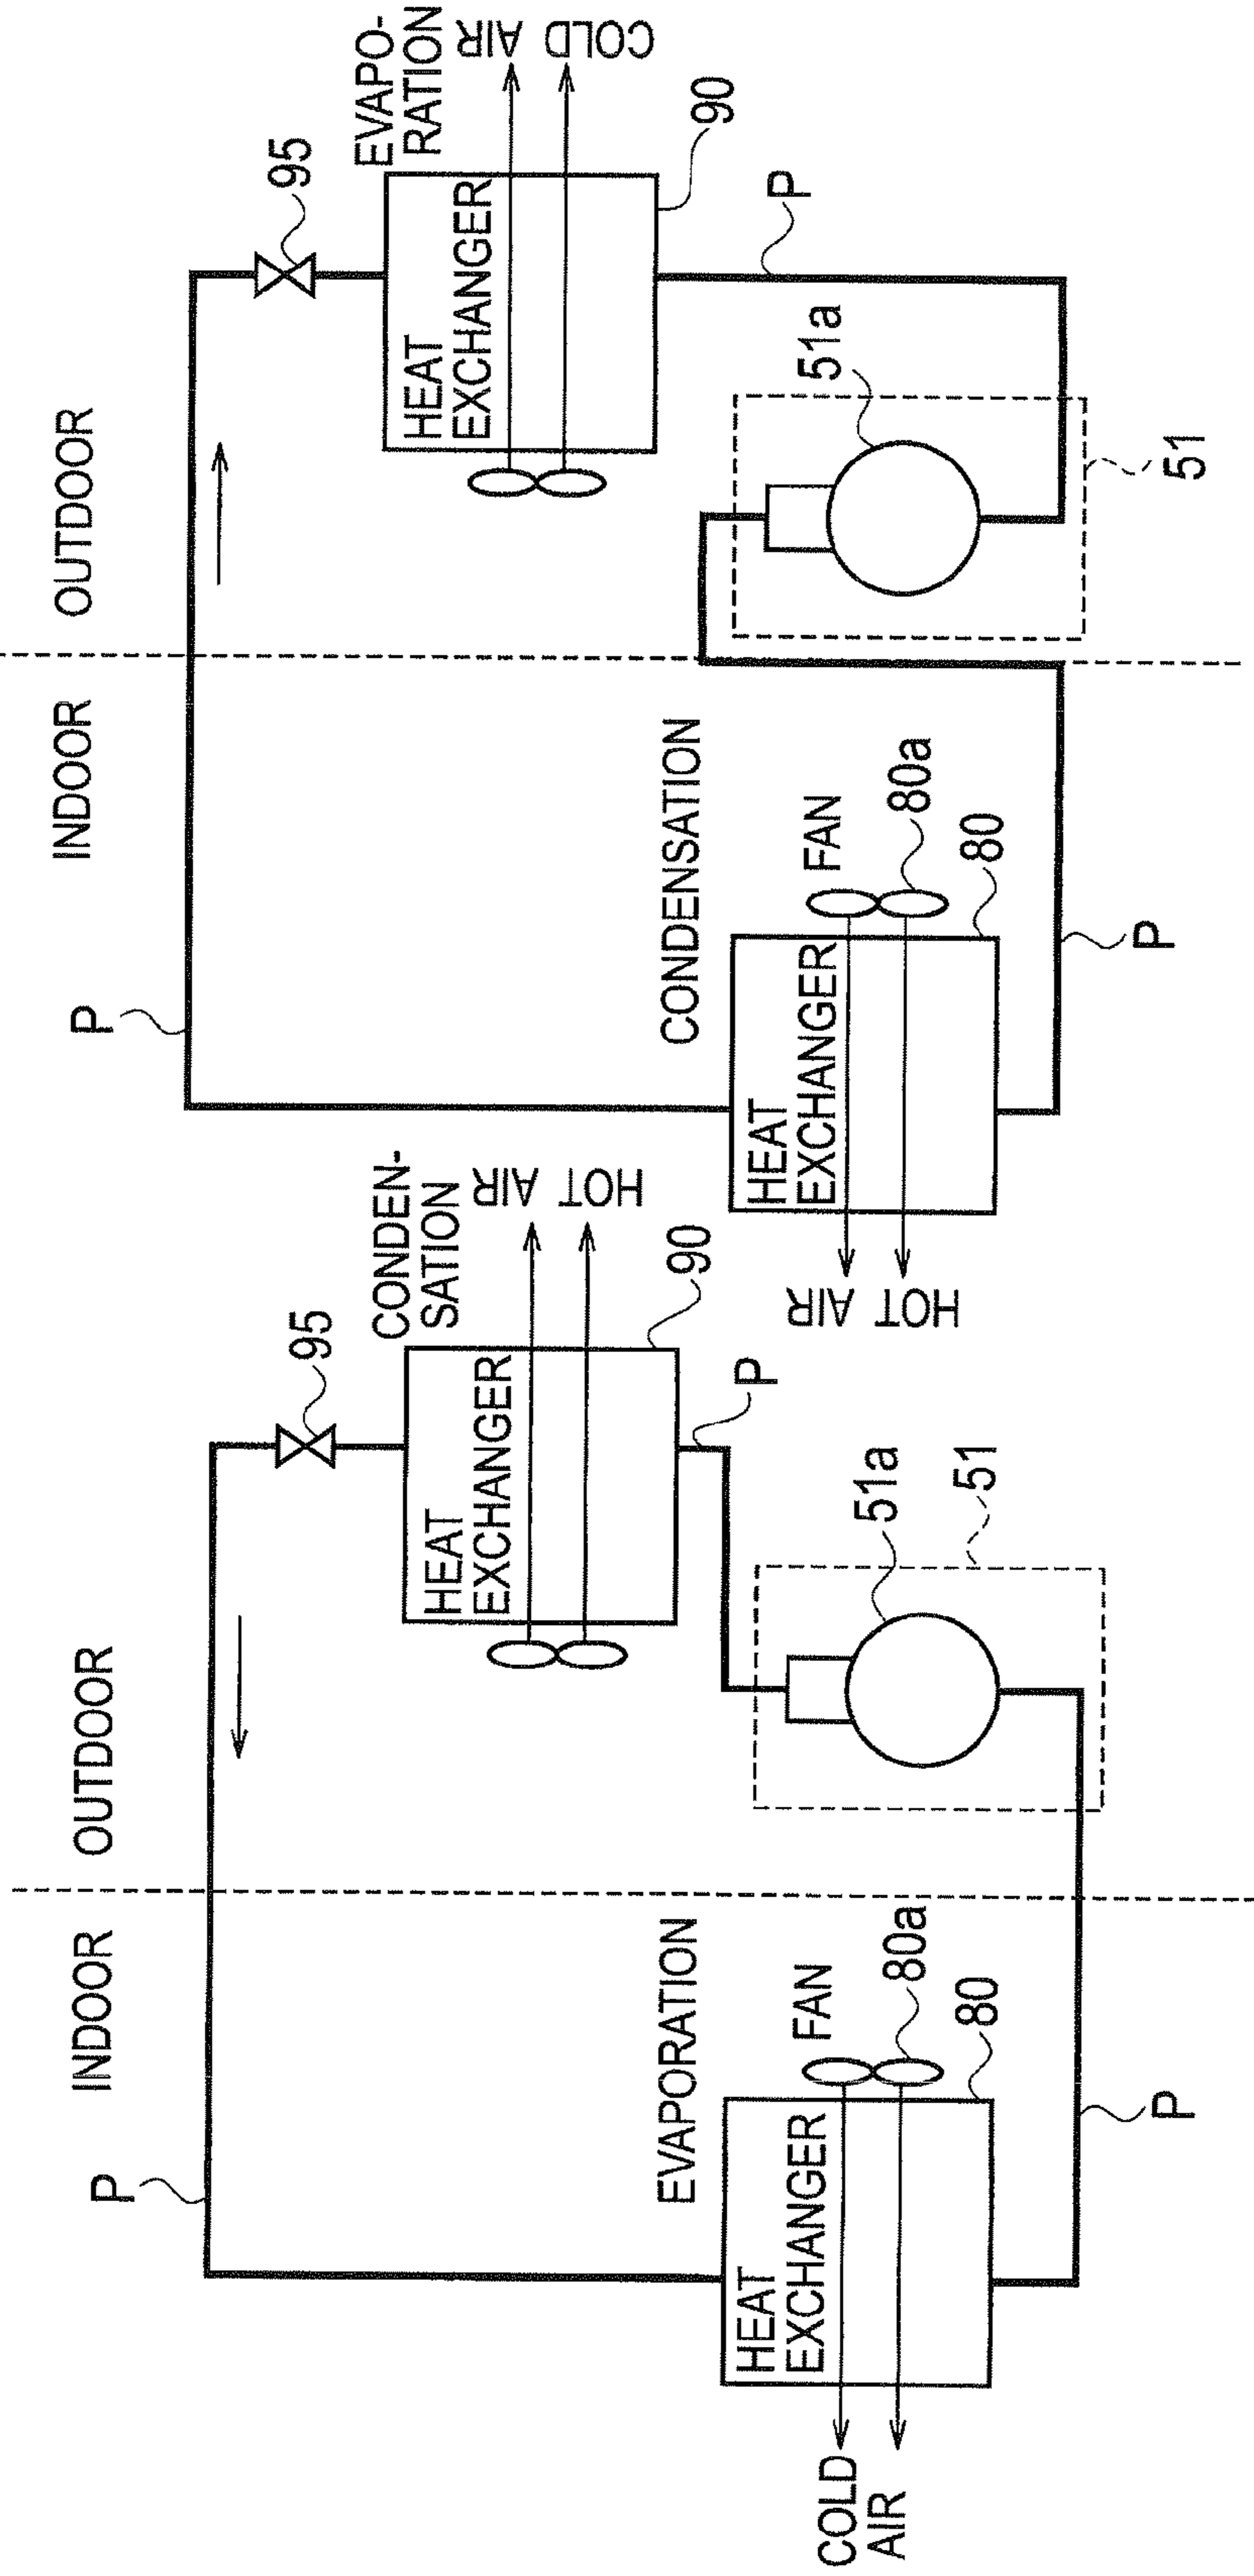 INDOOR
OUTDOOR
P
95
CONDEN-
SATION
HEAT
EXCHANGER
HOT AIR
90
P
EVAPORATION
FAN
80a
80
HEAT
EXCHANGER
COLD
AIR
51a
51
P
INDOOR
OUTDOOR
P
95
EVAPO-
RATION
HEAT
EXCHANGER
COLD AIR
90
P
CONDENSATION
FAN
80a
80
HEAT
EXCHANGER
HOT AIR
51a
51
P